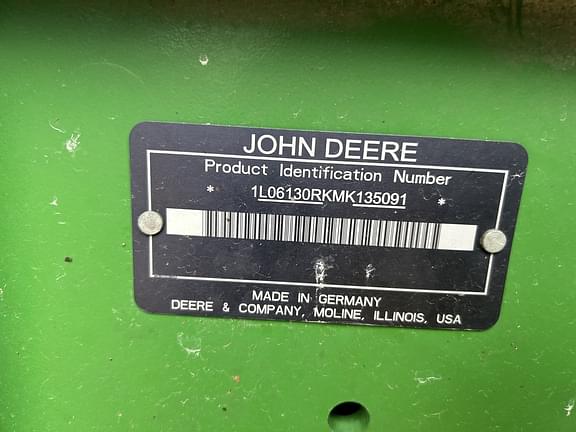 JOHN DEERE
Product Identification Number
* 1L06130RKMK135091 *
MADE IN GERMANY
DEERE & COMPANY, MOLINE, ILLINOIS, USA